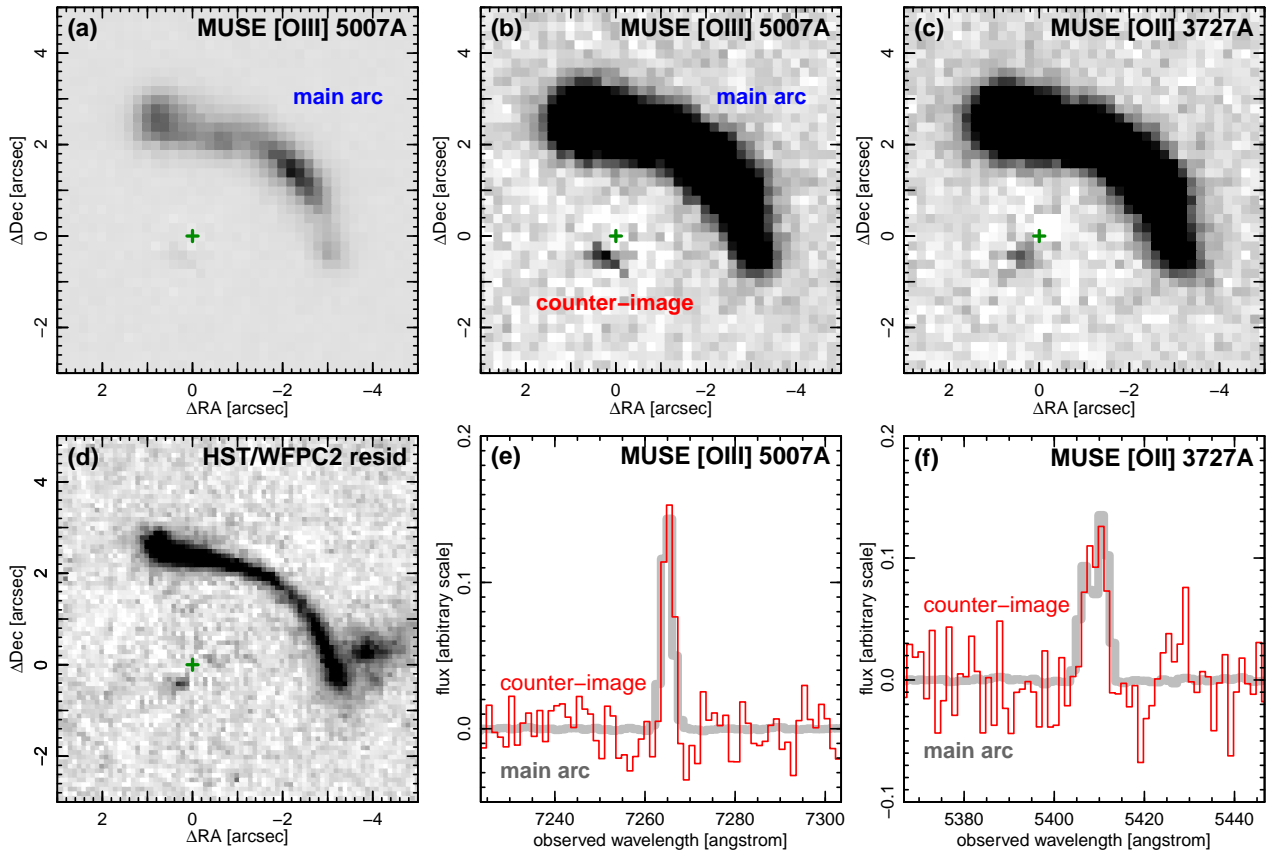 (a) MUSE [OIII] 5007A
main arc
ΔDec [arcsec]
4
2
0
−2
2 0 −2 −4
ΔRA [arcsec]
(b) MUSE [OIII] 5007A
main arc
counter−image
ΔDec [arcsec]
4
2
0
−2
2 0 −2 −4
ΔRA [arcsec]
(c) MUSE [OII] 3727A
ΔDec [arcsec]
4
2
0
−2
2 0 −2 −4
ΔRA [arcsec]
(d) HST/WFPC2 resid
ΔDec [arcsec]
4
2
0
−2
2 0 −2 −4
ΔRA [arcsec]
(e) MUSE [OIII] 5007A
flux [arbitrary scale]
0.2
0.1
0.0
counter−image
main arc
7240 7260 7280 7300
observed wavelength [angstrom]
(f) MUSE [OII] 3727A
flux [arbitrary scale]
0.2
0.1
0.0
−0.1
counter−image
main arc
5380 5400 5420 5440
observed wavelength [angstrom]